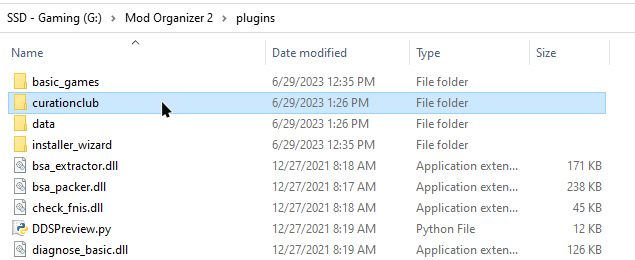 SSD - Gaming (G:) > Mod Organizer 2 > plugins
Name Date modified Type Size
basic_games 6/29/2023 12:35 PM File folder
curationclub 6/29/2023 1:26 PM File folder
data 6/29/2023 1:26 PM File folder
installer_wizard 6/29/2023 12:35 PM File folder
bsa_extractor.dll 12/27/2021 8:18 AM Application exten... 171 KB
bsa_packer.dll 12/27/2021 8:17 AM Application exten... 238 KB
check_fnis.dll 12/27/2021 8:18 AM Application exten... 45 KB
DDSPreview.py 12/27/2021 8:19 AM Python File 12 KB
diagnose_basic.dll 12/27/2021 8:19 AM Application exten... 126 KB